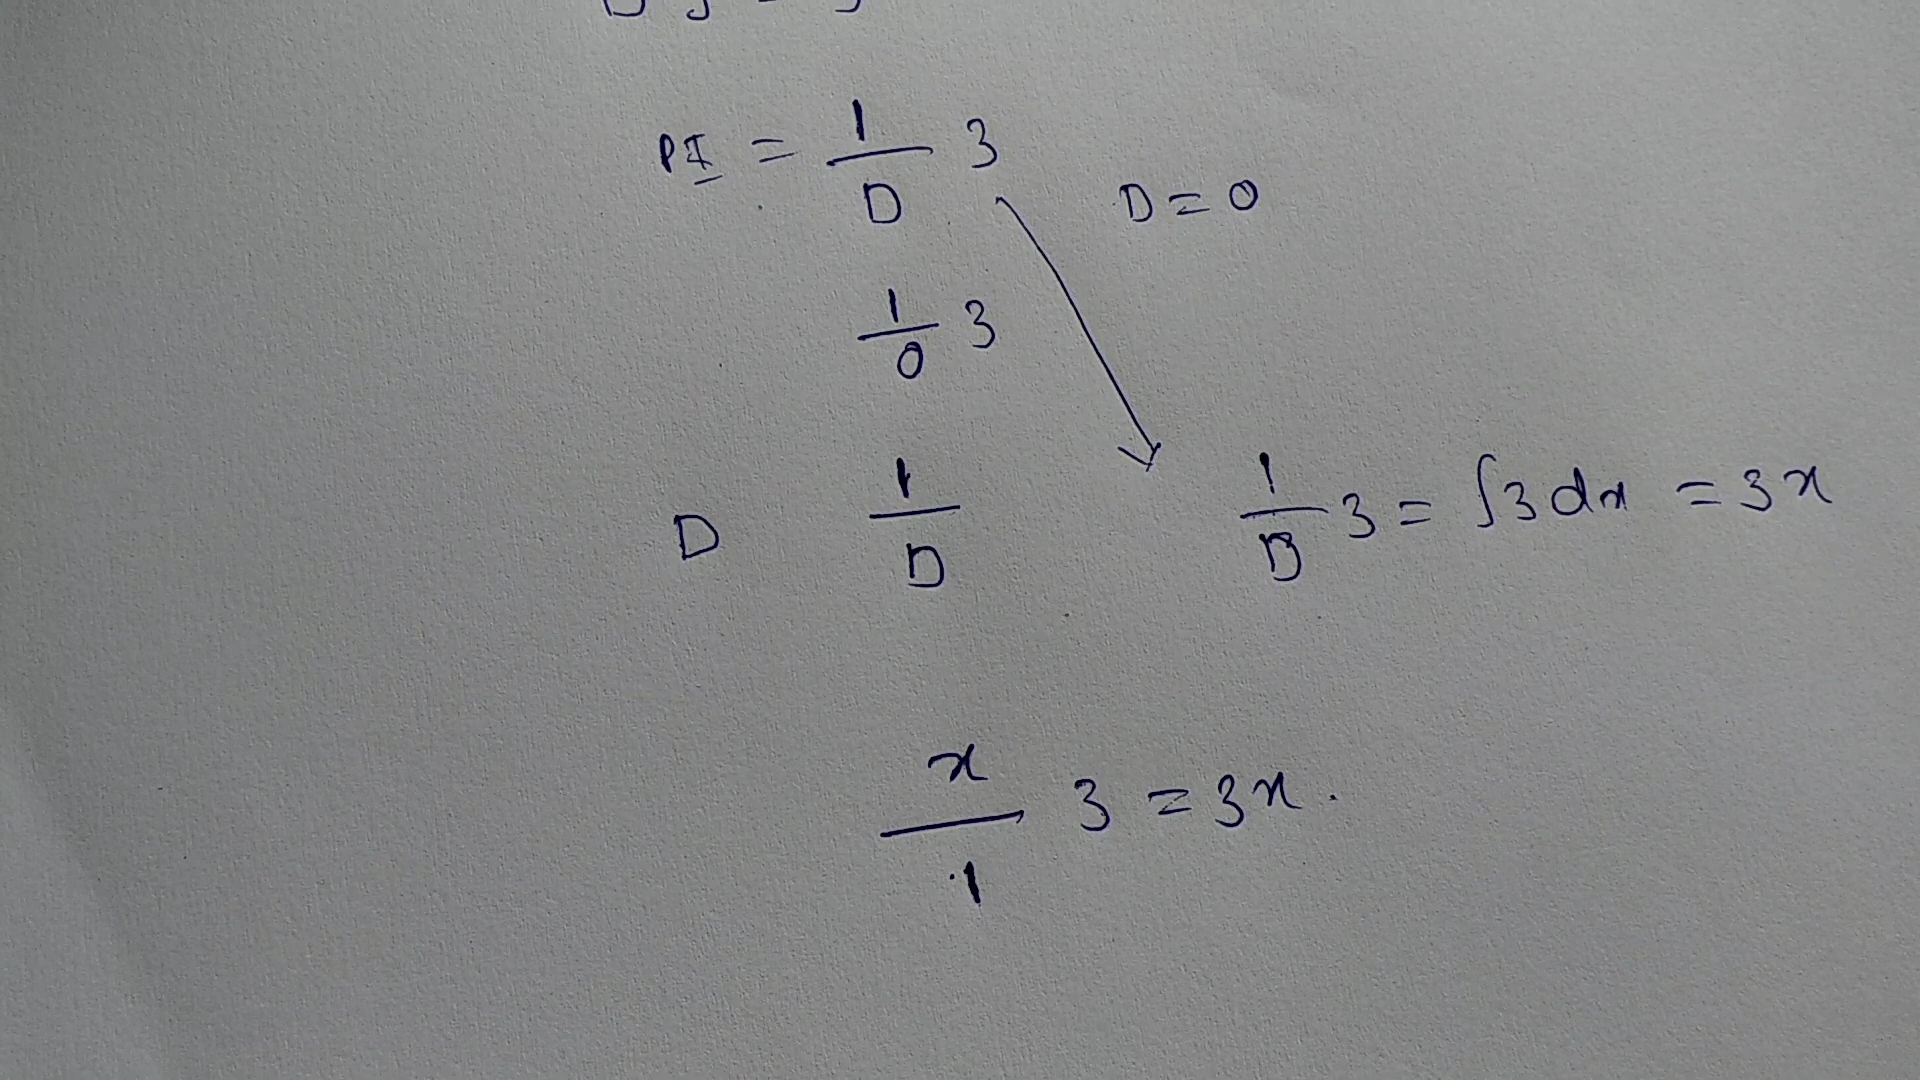 PI = 1/D 3
D = 0
1/0 3
D 1/D 1/D 3 = ∫3dx = 3x
x/1 3 = 3x.